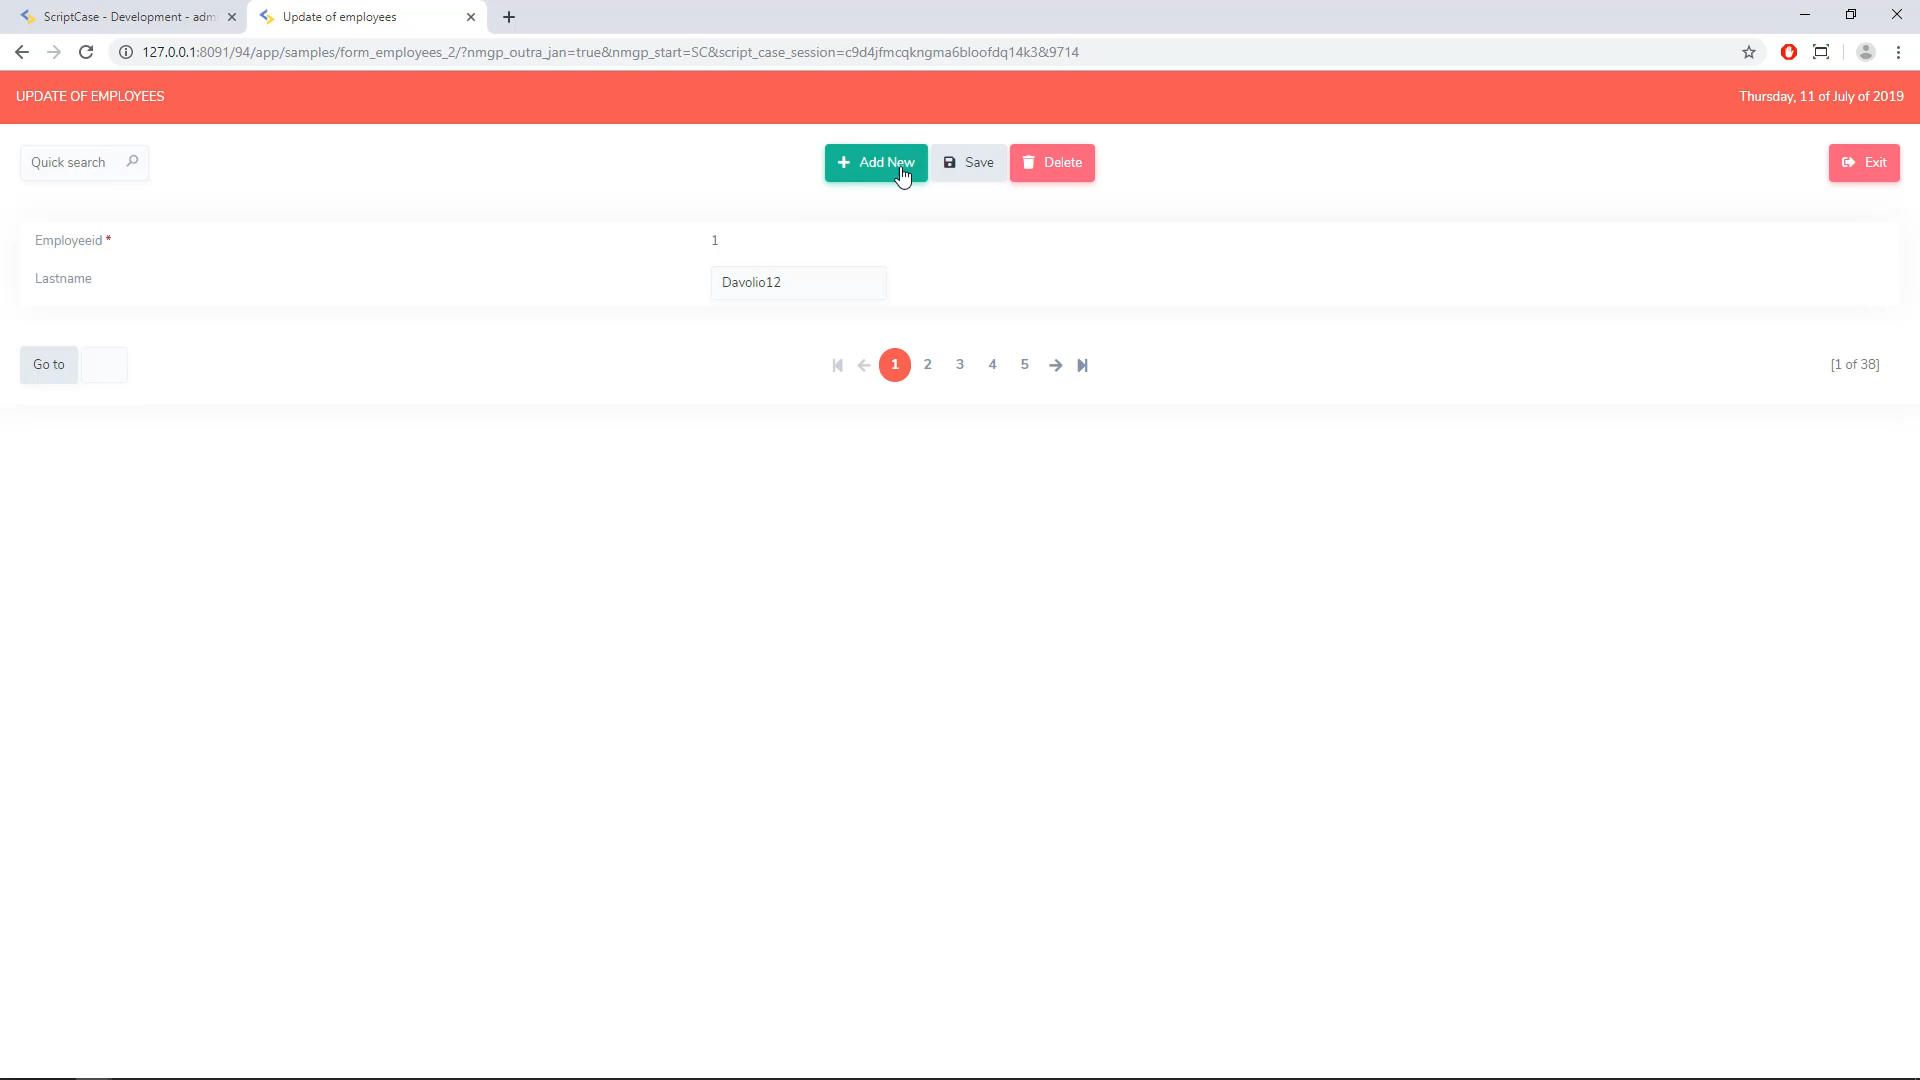 ScriptCase - Development - adm
Update of employees
127.0.0.1:8091/94/app/samples/form_employees_2/?nmgp_outra_jan=true&nmgp_start=SC&script_case_session=c9d4jfmcqkngma6bloofdq14k3&9714
UPDATE OF EMPLOYEES
Thursday, 11 of July of 2019
Quick search
Add New
Save
Delete
Exit
Employeeid *
1
Lastname
Davolio12
Go to
1 2 3 4 5
[1 of 38]